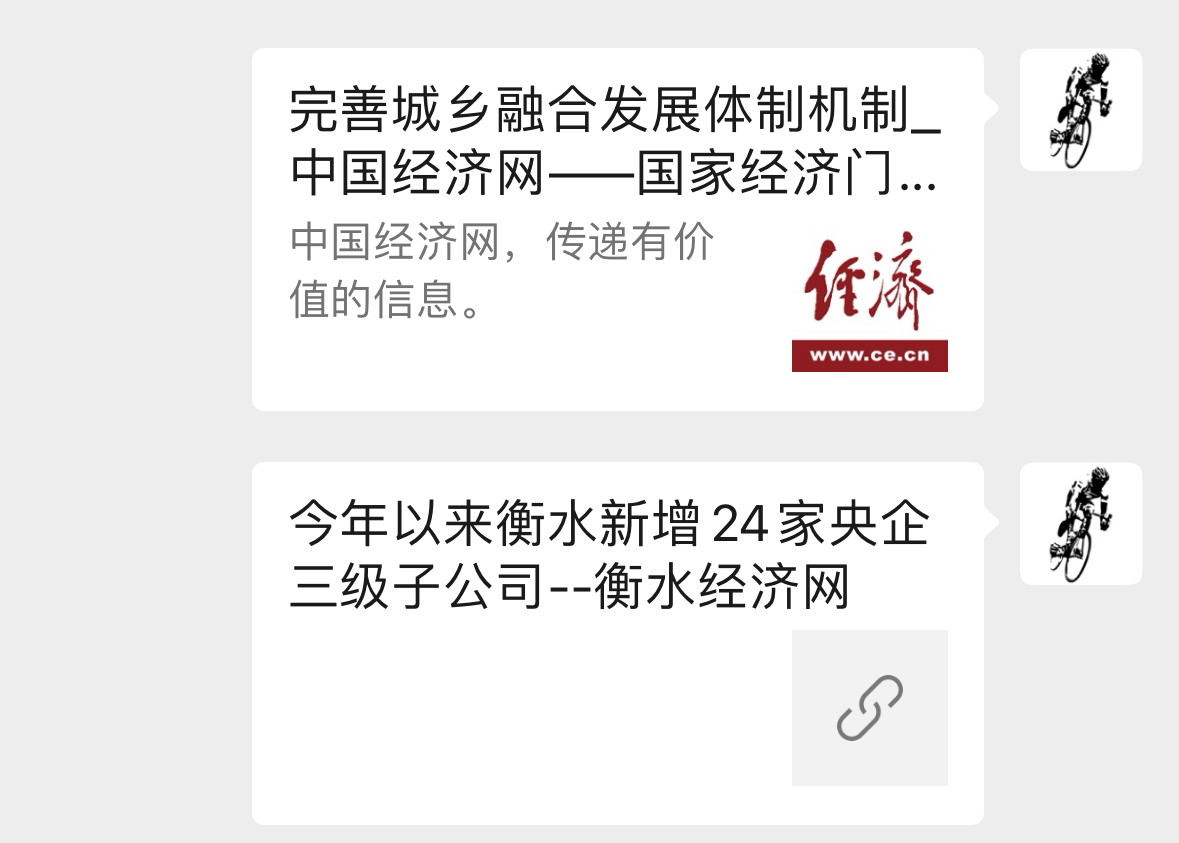 完善城乡融合发展体制机制_
中国经济网——国家经济门...
中国经济网，传递有价
值的信息。
经濟
www.ce.cn
今年以来衡水新增24家央企
三级子公司--衡水经济网